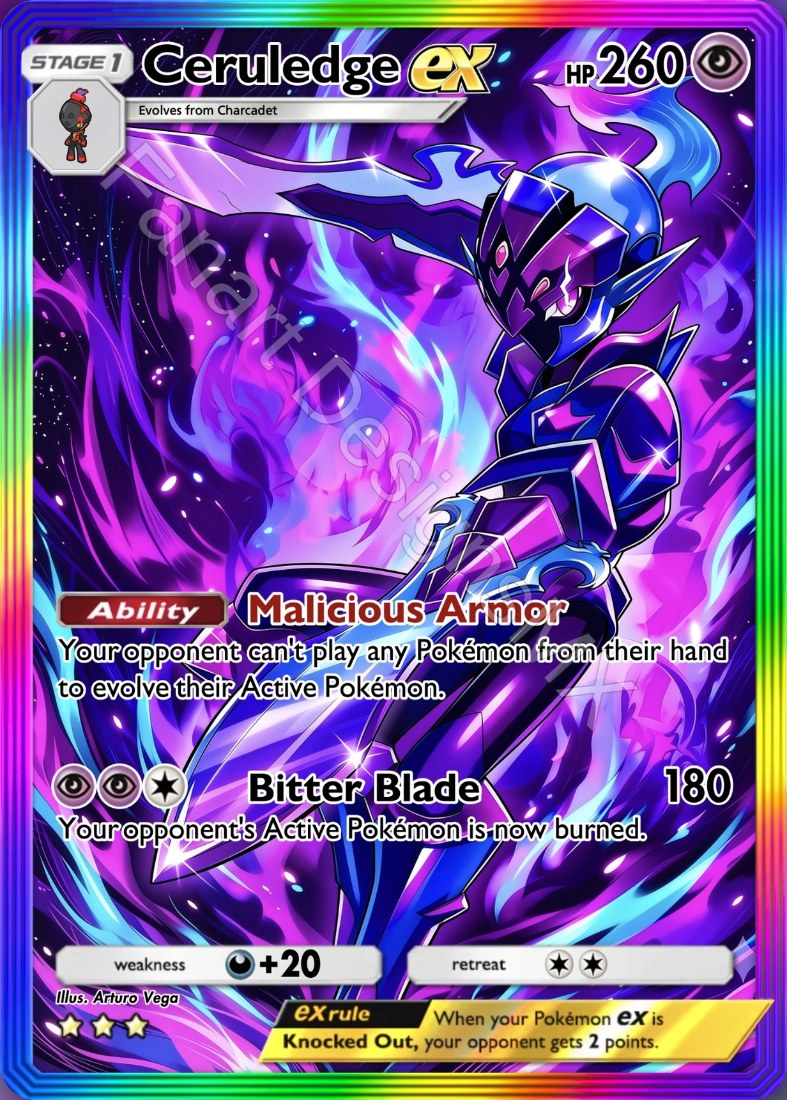 STAGE 1
Ceruledge ex
HP 260
Evolves from Charcadet
Fanart Designs MX
Ability Malicious Armor
Your opponent can't play any Pokémon from their hand
to evolve their Active Pokémon.
Bitter Blade 180
Your opponent's Active Pokémon is now burned.
weakness +20
retreat
Illus. Arturo Vega
ex rule
When your Pokémon ex is
Knocked Out, your opponent gets 2 points.